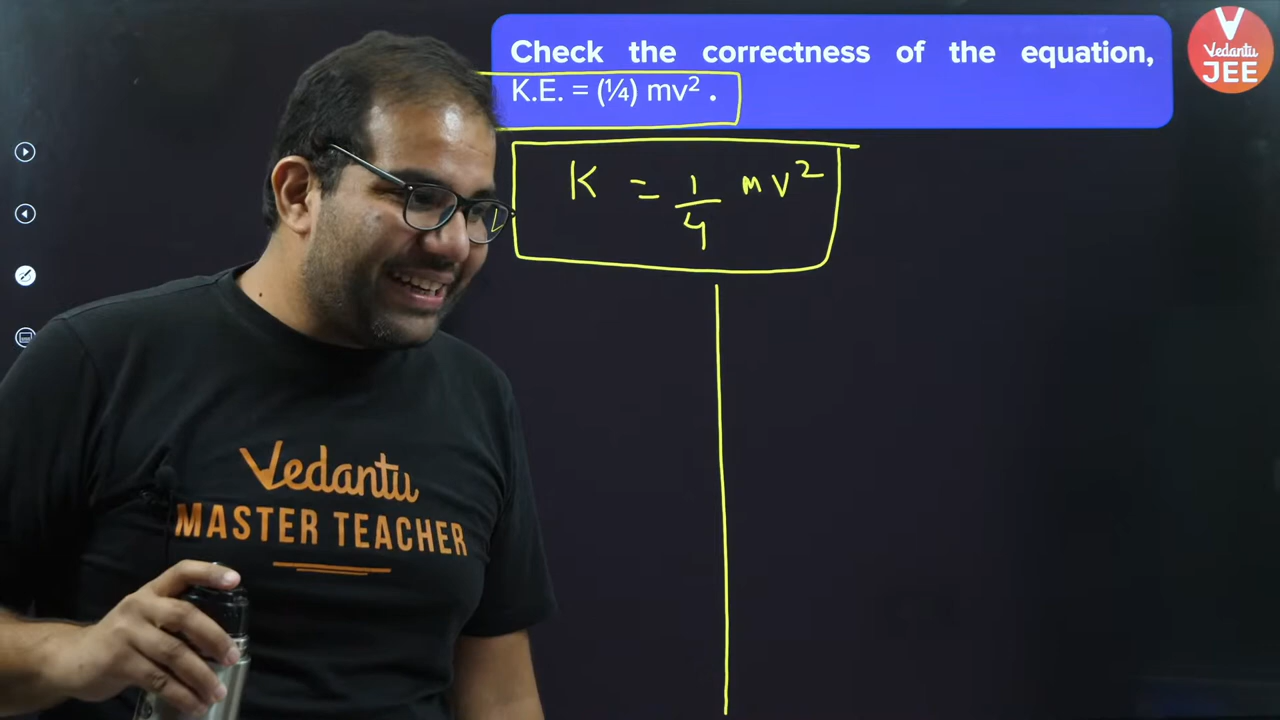 Check the correctness of the equation,
K.E. = (¼) mv² .
V
Vedantu
JEE
K = 1/4 mv²
Vedantu
MASTER TEACHER